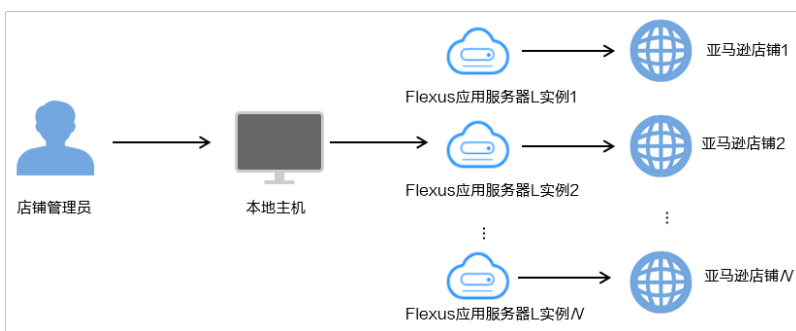 亚马逊店铺1
Flexus应用服务器L实例1
亚马逊店铺2
Flexus应用服务器L实例2
店铺管理员
本地主机
⋮
⋮
亚马逊店铺N
Flexus应用服务器L实例N